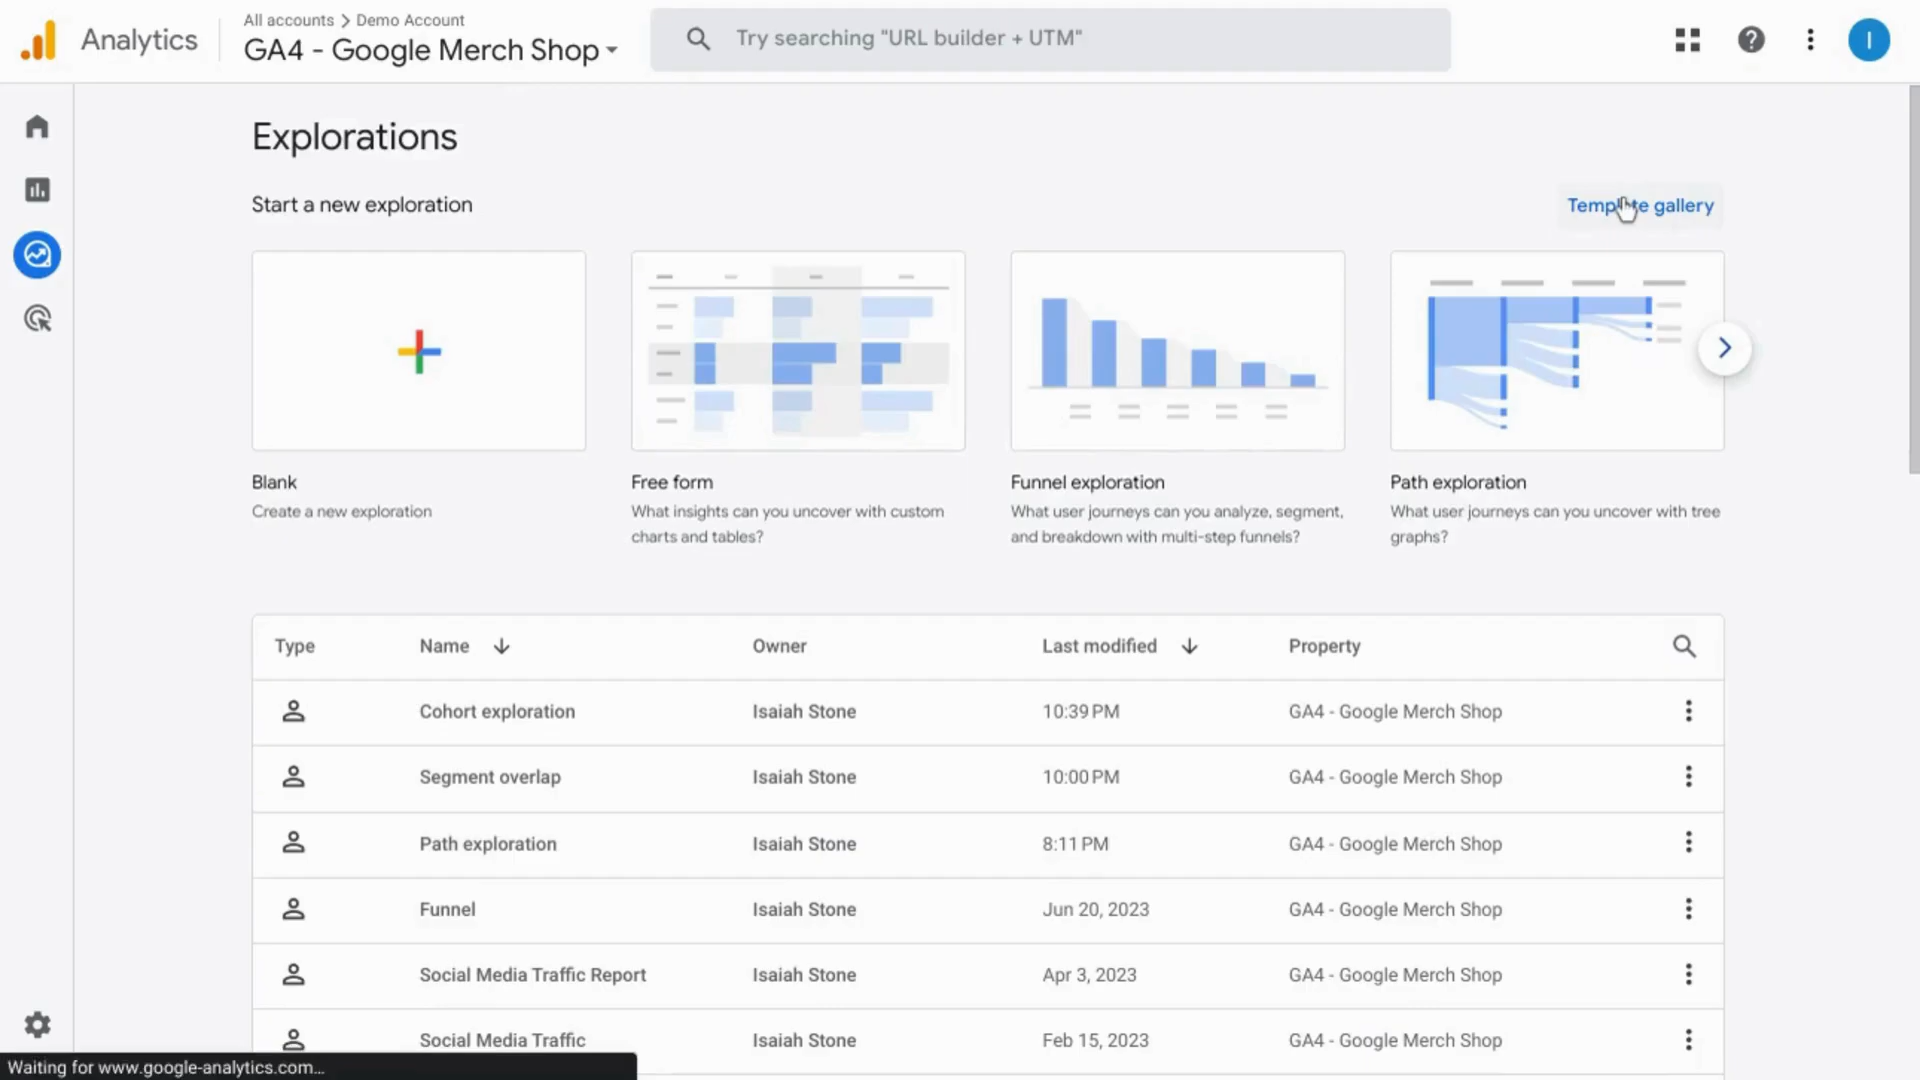 Analytics
All accounts > Demo Account
GA4 - Google Merch Shop
Try searching "URL builder + UTM"
I
Explorations
Start a new exploration
Template gallery
Blank
Create a new exploration
Free form
What insights can you uncover with custom
charts and tables?
Funnel exploration
What user journeys can you analyze, segment,
and breakdown with multi-step funnels?
Path exploration
What user journeys can you uncover with tree
graphs?
Type Name Owner Last modified Property
Cohort exploration Isaiah Stone 10:39 PM GA4 - Google Merch Shop
Segment overlap Isaiah Stone 10:00 PM GA4 - Google Merch Shop
Path exploration Isaiah Stone 8:11 PM GA4 - Google Merch Shop
Funnel Isaiah Stone Jun 20, 2023 GA4 - Google Merch Shop
Social Media Traffic Report Isaiah Stone Apr 3, 2023 GA4 - Google Merch Shop
Social Media Traffic Isaiah Stone Feb 15, 2023 GA4 - Google Merch Shop
Waiting for www.google-analytics.com...